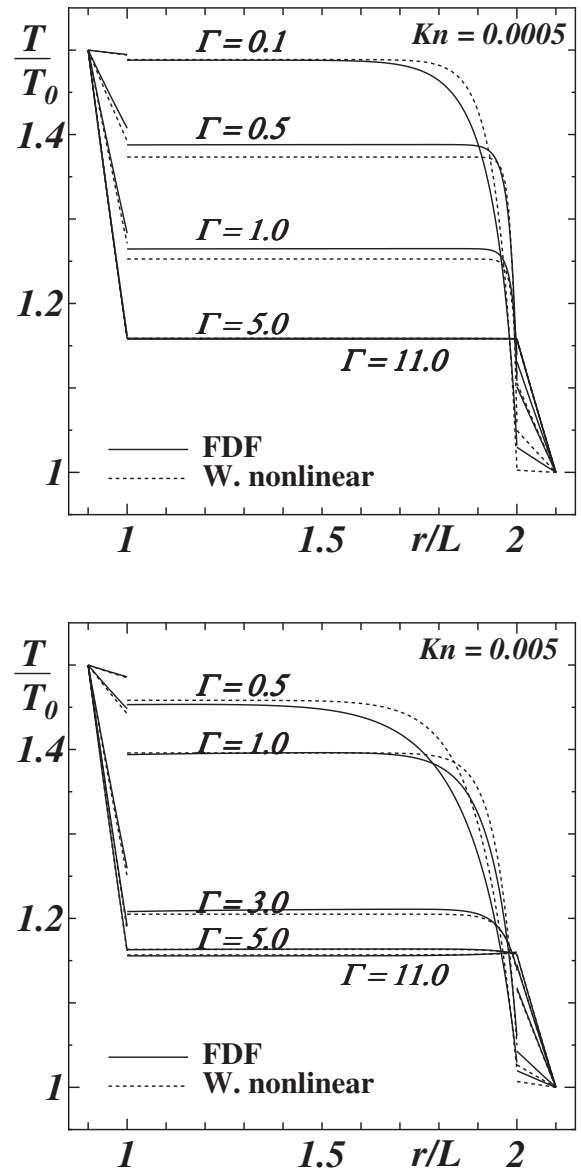 Kn = 0.0005
T
T0
Γ = 0.1
1.4
Γ = 0.5
Γ = 1.0
1.2
Γ = 5.0
Γ = 11.0
FDF
W. nonlinear
1
1 1.5 r/L 2
Kn = 0.005
T
T0
Γ = 0.5
1.4
Γ = 1.0
1.2
Γ = 3.0
Γ = 5.0
Γ = 11.0
FDF
W. nonlinear
1
1 1.5 r/L 2